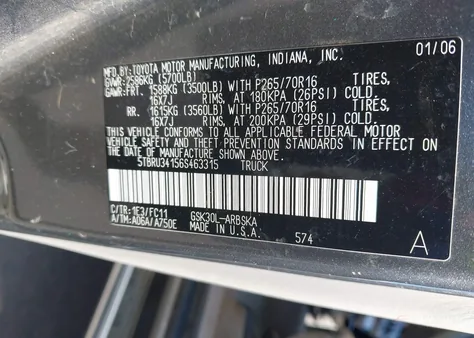 MFD.BY:TOYOTA MOTOR MANUFACTURING, INDIANA, INC. 01/06
GVWR:2586KG (5700LB)
GAWR:FRT. 1588KG (3500LB) WITH P265/70R16 TIRES,
16X7J RIMS, AT 180KPA (26PSI) COLD.
RR. 1615KG (3560LB) WITH P265/70R16 TIRES,
16X7J RIMS, AT 200KPA (29PSI) COLD.
THIS VEHICLE CONFORMS TO ALL APPLICABLE FEDERAL MOTOR
VEHICLE SAFETY AND THEFT PREVENTION STANDARDS IN EFFECT ON
THE DATE OF MANUFACTURE SHOWN ABOVE.
5TBRU34156S463315 TRUCK
C/TR:1E3/FC11 GSK30L-ARBSKA
A/TM:A06A/A750E MADE IN U.S.A.
574 A